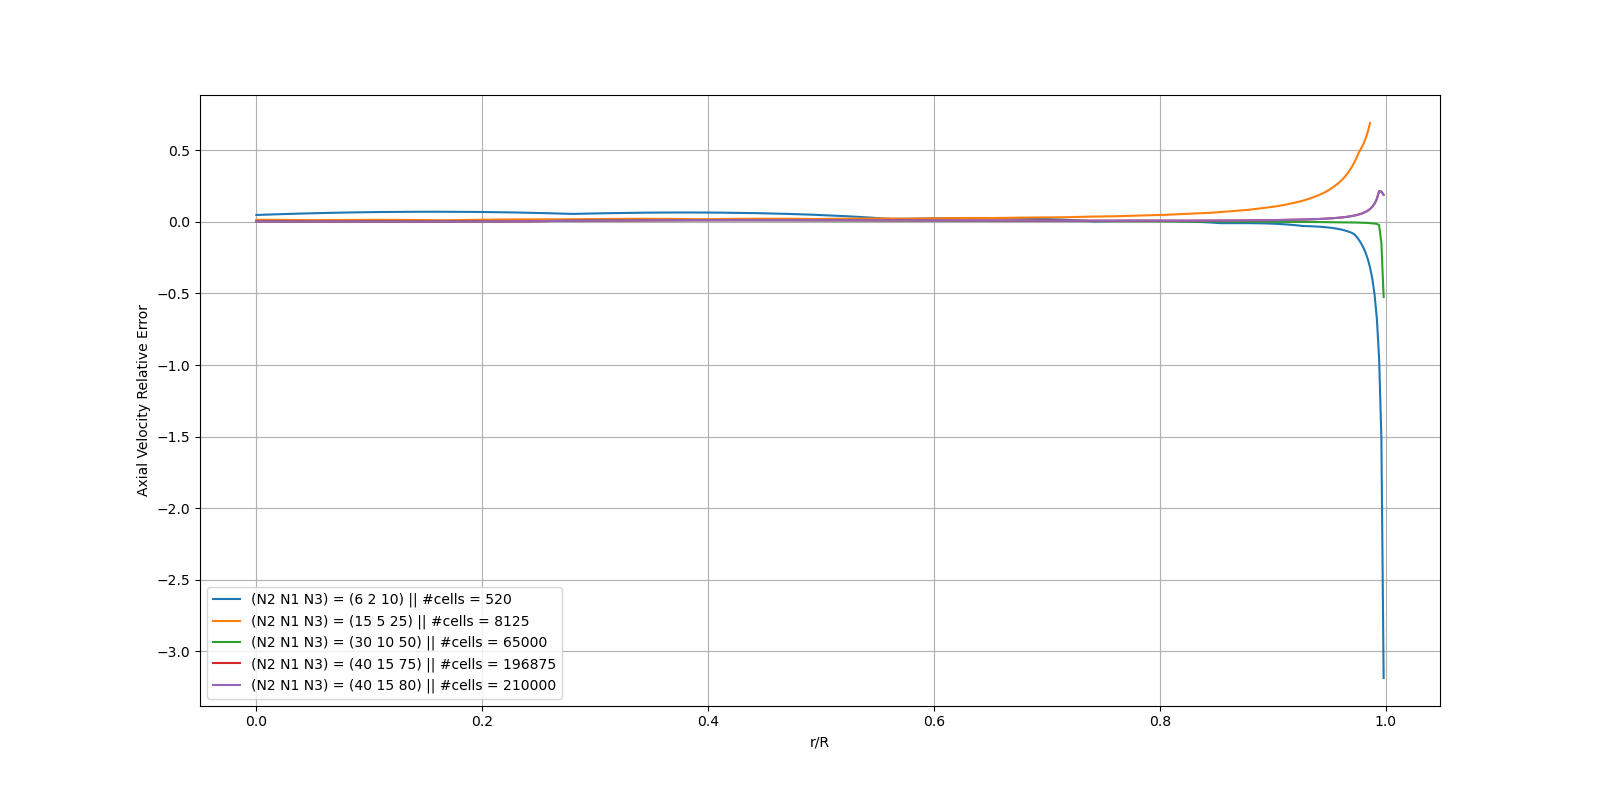 0.5
0.0
−0.5
−1.0
−1.5
−2.0
−2.5
−3.0
Axial Velocity Relative Error
(N2 N1 N3) = (6 2 10) || #cells = 520
(N2 N1 N3) = (15 5 25) || #cells = 8125
(N2 N1 N3) = (30 10 50) || #cells = 65000
(N2 N1 N3) = (40 15 75) || #cells = 196875
(N2 N1 N3) = (40 15 80) || #cells = 210000
0.0 0.2 0.4 0.6 0.8 1.0
r/R